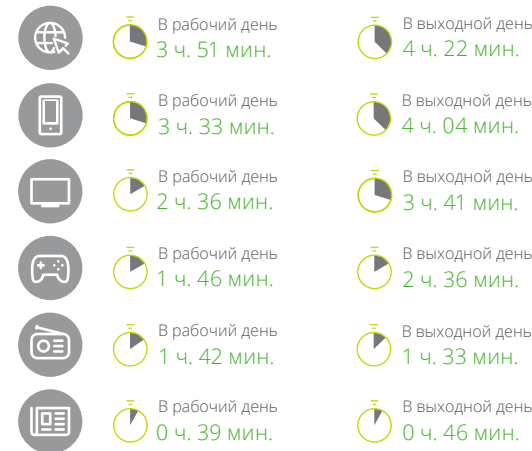 В рабочий день
3 ч. 51 мин.
В выходной день
4 ч. 22 мин.
В рабочий день
3 ч. 33 мин.
В выходной день
4 ч. 04 мин.
В рабочий день
2 ч. 36 мин.
В выходной день
3 ч. 41 мин.
В рабочий день
1 ч. 46 мин.
В выходной день
2 ч. 36 мин.
В рабочий день
1 ч. 42 мин.
В выходной день
1 ч. 33 мин.
В рабочий день
0 ч. 39 мин.
В выходной день
0 ч. 46 мин.